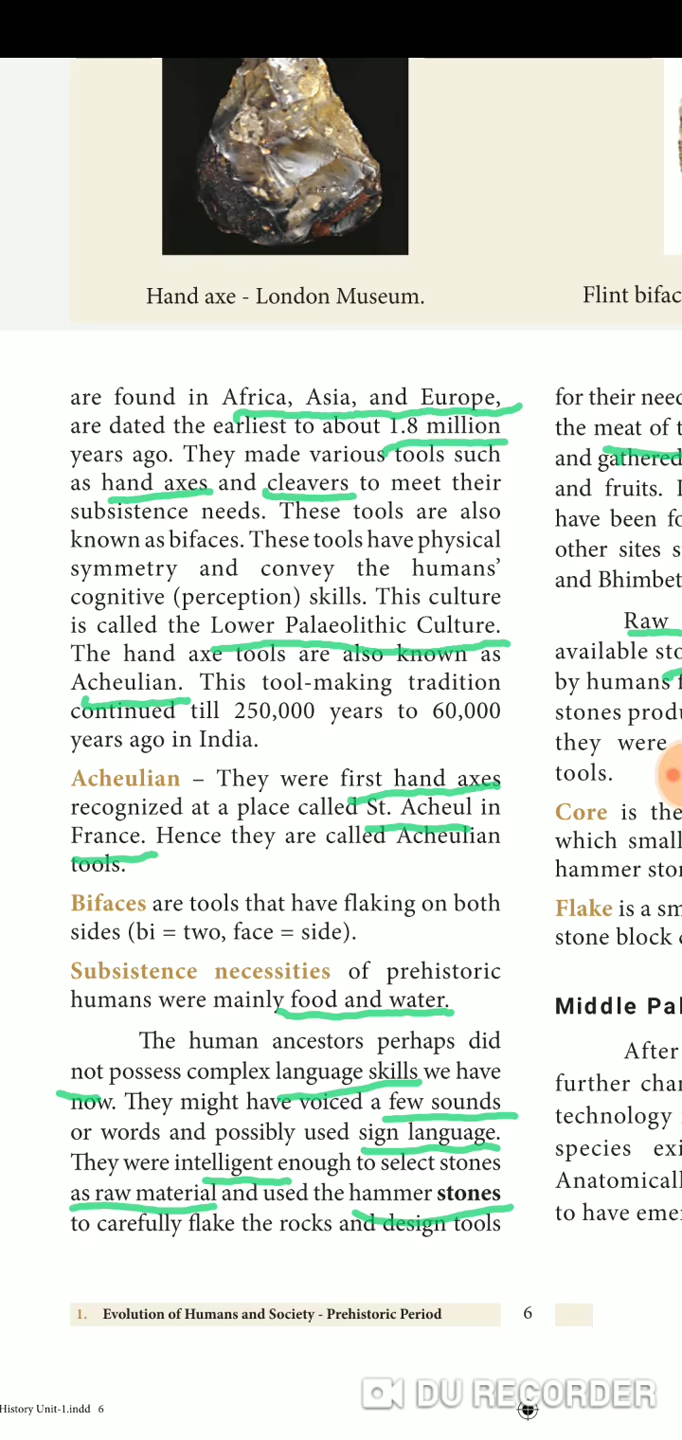 Hand axe - London Museum.
Flint bifac
are found in Africa, Asia, and Europe,
are dated the earliest to about 1.8 million
years ago. They made various tools such
as hand axes and cleavers to meet their
subsistence needs. These tools are also
known as bifaces. These tools have physical
symmetry and convey the humans’
cognitive (perception) skills. This culture
is called the Lower Palaeolithic Culture.
The hand axe tools are also known as
Acheulian. This tool-making tradition
continued till 250,000 years to 60,000
years ago in India.
Acheulian – They were first hand axes
recognized at a place called St. Acheul in
France. Hence they are called Acheulian
tools.
Bifaces are tools that have flaking on both
sides (bi = two, face = side).
Subsistence necessities of prehistoric
humans were mainly food and water.
The human ancestors perhaps did
not possess complex language skills we have
now. They might have voiced a few sounds
or words and possibly used sign language.
They were intelligent enough to select stones
as raw material and used the hammer stones
to carefully flake the rocks and design tools
for their need
the meat of t
and gathered
and fruits. I
have been fo
other sites s
and Bhimbet
Raw
available sto
by humans f
stones produ
they were
tools.
Core is the
which small
hammer ston
Flake is a sm
stone block o
Middle Pal
After
further chan
technology
species exi
Anatomicall
to have emer
1. Evolution of Humans and Society - Prehistoric Period
6
History Unit-1.indd 6
DU RECORDER